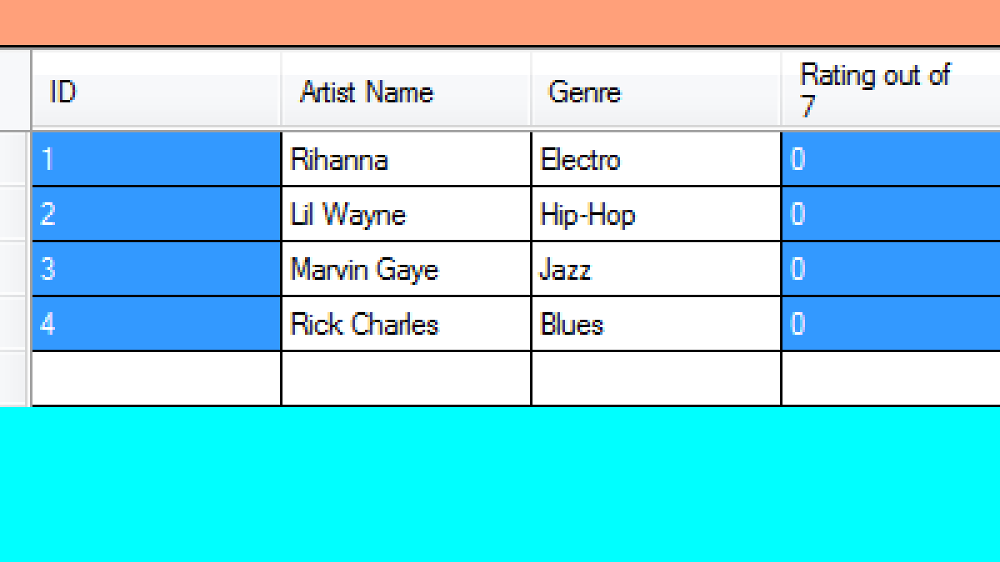 ID Artist Name Genre Rating out of 7
1 Rihanna Electro 0
2 Lil Wayne Hip-Hop 0
3 Marvin Gaye Jazz 0
4 Rick Charles Blues 0